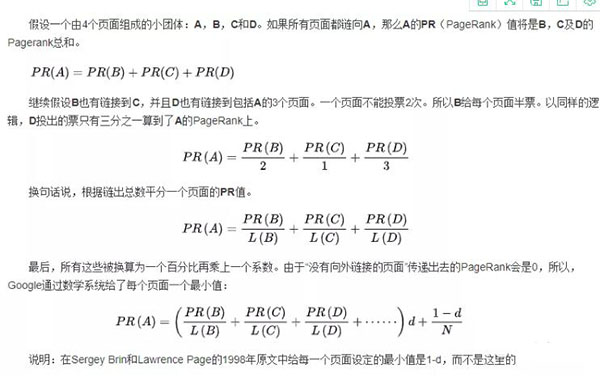 假设一个由4个页面组成的小团体：A，B，C和D。如果所有页面都链向A，那么A的PR（PageRank）值将是B，C及D的
Pagerank总和。
PR(A) = PR(B) + PR(C) + PR(D)
继续假设B也有链接到C，并且D也有链接到包括A的3个页面。一个页面不能投票2次。所以B给每个页面半票。以同样的逻
辑，D投出的票只有三分之一算到了A的PageRank上。
PR(A) = PR(B)/2 + PR(C)/1 + PR(D)/3
换句话说，根据链出总数平分一个页面的PR值。
PR(A) = PR(B)/L(B) + PR(C)/L(C) + PR(D)/L(D)
最后，所有这些被换算为一个百分比再乘上一个系数。由于“没有向外链接的页面”传递出去的PageRank会是0，所以，
Google通过数学系统给了每个页面一个最小值：
PR(A) = (PR(B)/L(B) + PR(C)/L(C) + PR(D)/L(D) + ······) d + (1 − d)/N
说明：在Sergey Brin和Lawrence Page的1998年原文中给每一个页面设定的最小值是1-d，而不是这里的